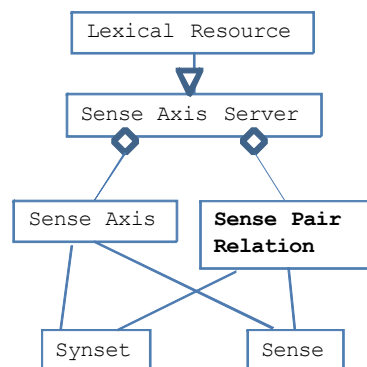 Lexical Resource
Sense Axis Server
Sense Axis
Sense Pair
Relation
Synset
Sense